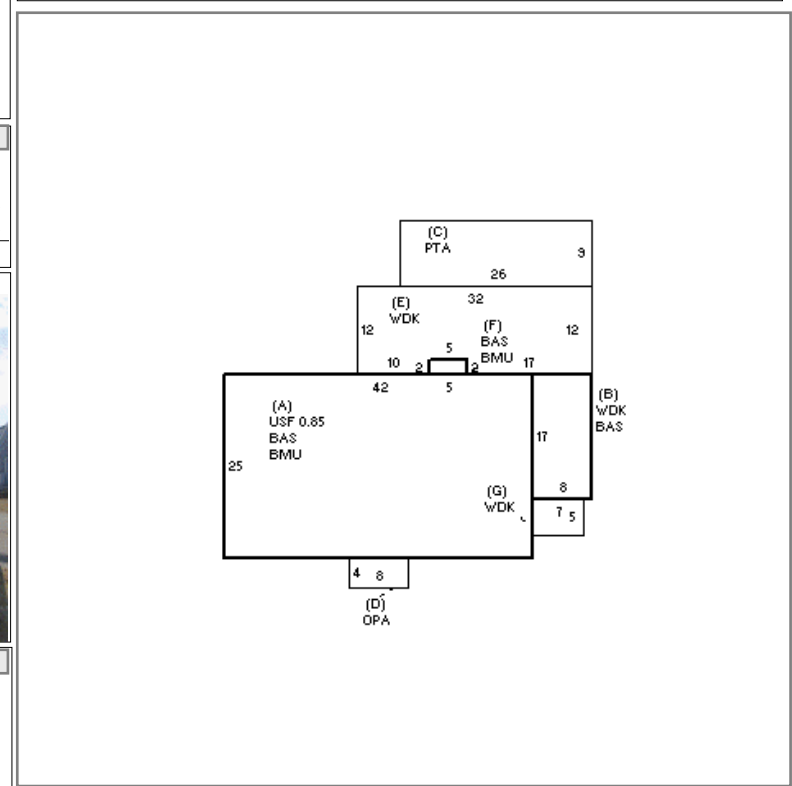 (C)
PTA
9
26
32
(E)
WDK
12
(F)
BAS
BMU
12
5
10
2
2
17
42
5
(A)
USF 0.85
BAS
BMU
(B)
WDK
BAS
17
25
8
(G)
WDK
7
5
4
8
(D)
OPA